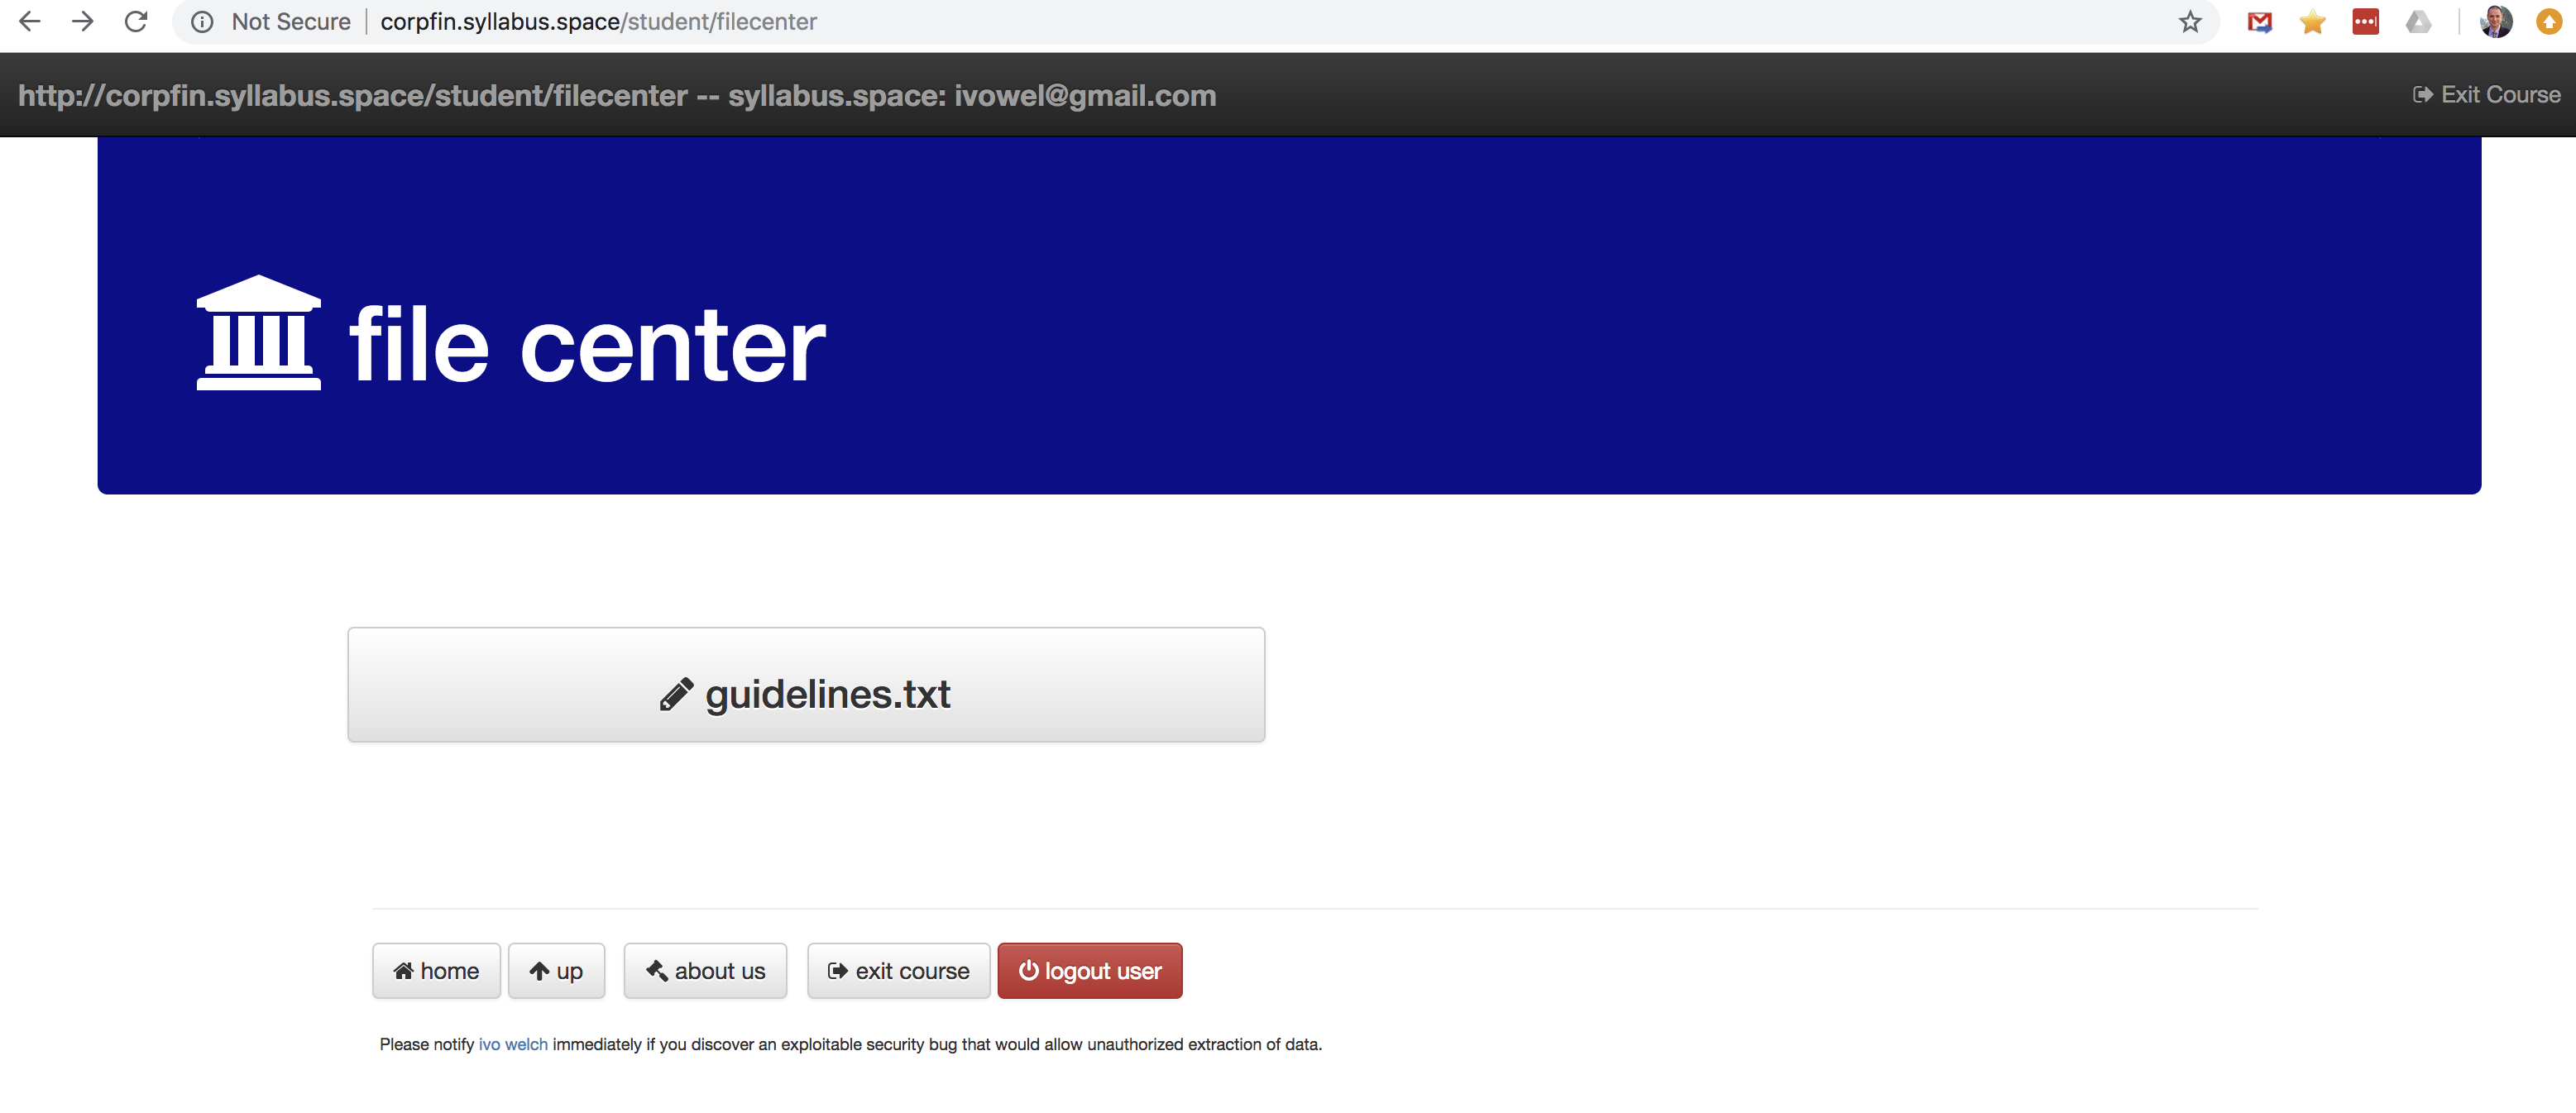 Not Secure | corpfin.syllabus.space/student/filecenter
http://corpfin.syllabus.space/student/filecenter -- syllabus.space: ivowel@gmail.com
Exit Course
file center
guidelines.txt
home up about us exit course logout user
Please notify ivo welch immediately if you discover an exploitable security bug that would allow unauthorized extraction of data.